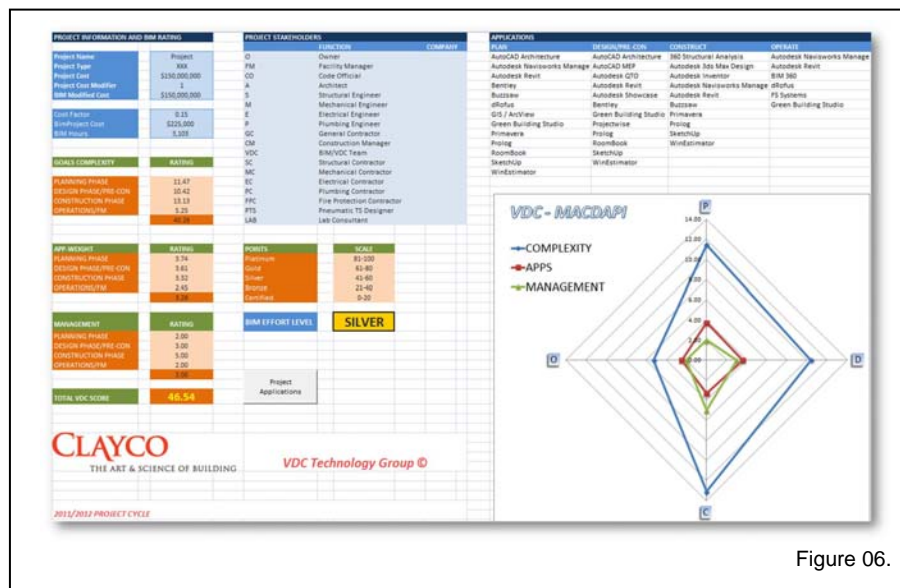 PROJECT INFORMATION AND BIM RATING
Project Name Project
Project Type XXX
Project Cost $150,000,000
Project Cost Modifier 1
BIM Modified Cost $150,000,000
Cost Factor 0.15
BimProject Cost $225,000
BIM Hours
GOALS COMPLEXITY RATING
PLANNING PHASE 11.47
DESIGN PHASE/PRE-CON 10.42
CONSTRUCTION PHASE 13.13
OPERATIONS/FM 5.25
APP. WEIGHT RATING
PLANNING PHASE 3.74
DESIGN PHASE/PRE-CON 3.61
CONSTRUCTION PHASE 3.32
OPERATIONS/FM 2.45
MANAGEMENT RATING
PLANNING PHASE 2.00
DESIGN PHASE/PRE-CON 3.00
CONSTRUCTION PHASE 5.00
OPERATIONS/FM 2.00
3.00
TOTAL VDC SCORE 46.54
PROJECT STAKEHOLDERS
FUNCTION COMPANY
O Owner
FM Facility Manager
CO Code Official
A Architect
S Structural Engineer
M Mechanical Engineer
E Electrical Engineer
P Plumbing Engineer
GC General Contractor
CM Construction Manager
VDC BIM/VDC Team
SC Structural Contractor
MC Mechanical Contractor
EC Electrical Contractor
PC Plumbing Contractor
FPC Fire Protection Contractor
PTS Pneumatic TS Designer
LAB Lab Consultant
POINTS SCALE
Platinum 81-100
Gold 61-80
Silver 41-60
Bronze 21-40
Certified 0-20
BIM EFFORT LEVEL SILVER
Project
Applications
APPLICATIONS
PLAN DESIGN/PRE-CON CONSTRUCT OPERATE
AutoCAD Architecture AutoCAD Architecture 360 Structural Analysis Autodesk Navisworks Manage
Autodesk Navisworks Manage AutoCAD MEP Autodesk 3ds Max Design Autodesk Revit
Autodesk Revit Autodesk QTO Autodesk Inventor BIM 360
Bentley Autodesk Revit Autodesk Navisworks Manage dRofus
Buzzsaw Autodesk Showcase Autodesk Revit FS Systems
dRofus Bentley Buzzsaw Green Building Studio
GIS / ArcView Green Building Studio Primavera
Green Building Studio Projectwise Prolog
Primavera Prolog SketchUp
Prolog RoomBook WinEstimator
RoomBook SketchUp
SketchUp WinEstimator
WinEstimator
VDC - MACDAPI
COMPLEXITY
APPS
MANAGEMENT
P
14.00
12.00
10.00
8.00
6.00
4.00
2.00
0.00
O
D
C
CLAYCO
THE ART & SCIENCE OF BUILDING
VDC Technology Group ©
2011/2012 PROJECT CYCLE
Figure 06.